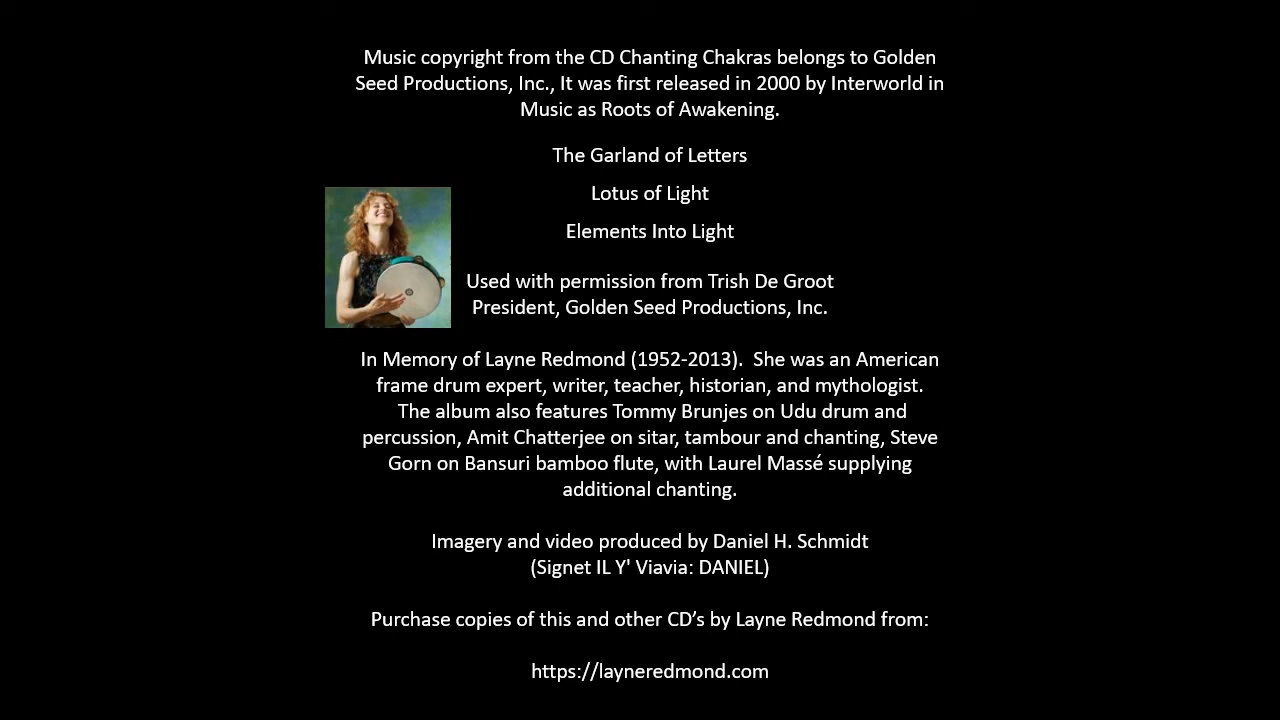 Music copyright from the CD Chanting Chakras belongs to Golden
Seed Productions, Inc., It was first released in 2000 by Interworld in
Music as Roots of Awakening.
The Garland of Letters
Lotus of Light
Elements Into Light
Used with permission from Trish De Groot
President, Golden Seed Productions, Inc.
In Memory of Layne Redmond (1952-2013).  She was an American
frame drum expert, writer, teacher, historian, and mythologist.
The album also features Tommy Brunjes on Udu drum and
percussion, Amit Chatterjee on sitar, tambour and chanting, Steve
Gorn on Bansuri bamboo flute, with Laurel Massé supplying
additional chanting.
Imagery and video produced by Daniel H. Schmidt
(Signet IL Y' Viavia: DANIEL)
Purchase copies of this and other CD’s by Layne Redmond from:
https://layneredmond.com